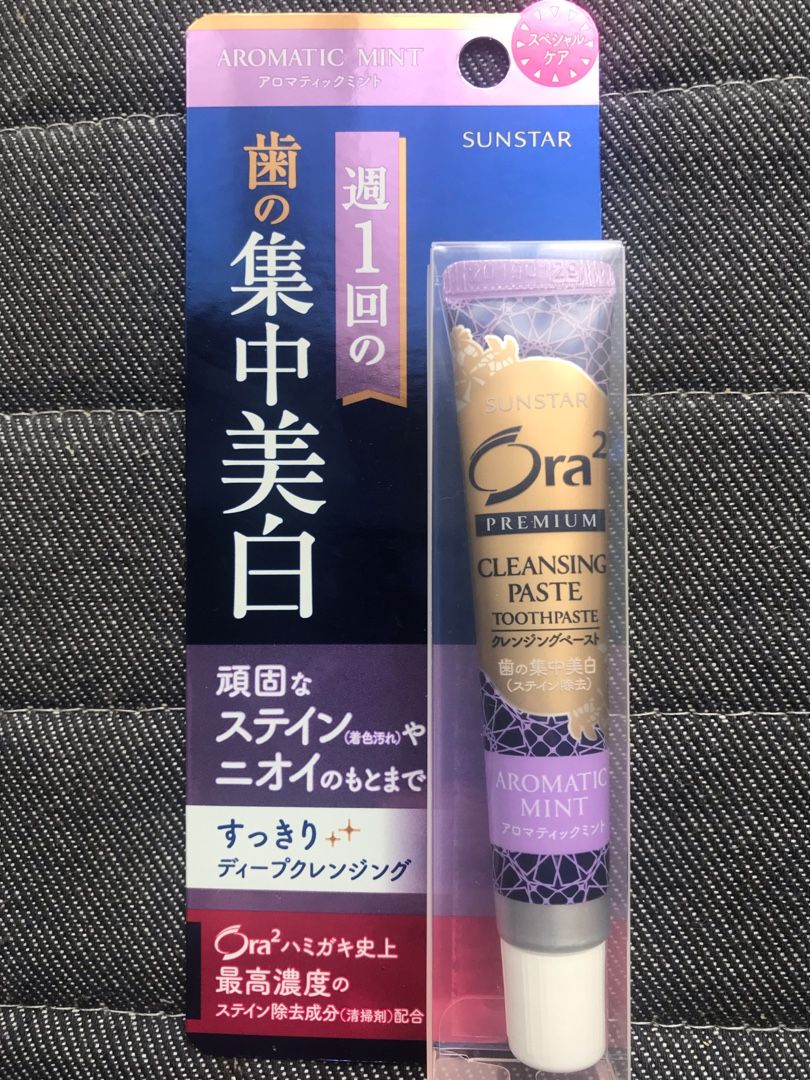 AROMATIC MINT
アロマティックミント
スペシャル
ケア
SUNSTAR
週1回の
歯の集中美白
頑固な
ステイン(着色汚れ)や
ニオイのもとまで
すっきり
ディープクレンジング
Ora2ハミガキ史上
最高濃度の
ステイン除去成分(清掃剤)配合
SUNSTAR
Ora2
PREMIUM
CLEANSING
PASTE
TOOTHPASTE
クレンジングペースト
歯の集中美白
(ステイン除去)
AROMATIC
MINT
アロマティックミント